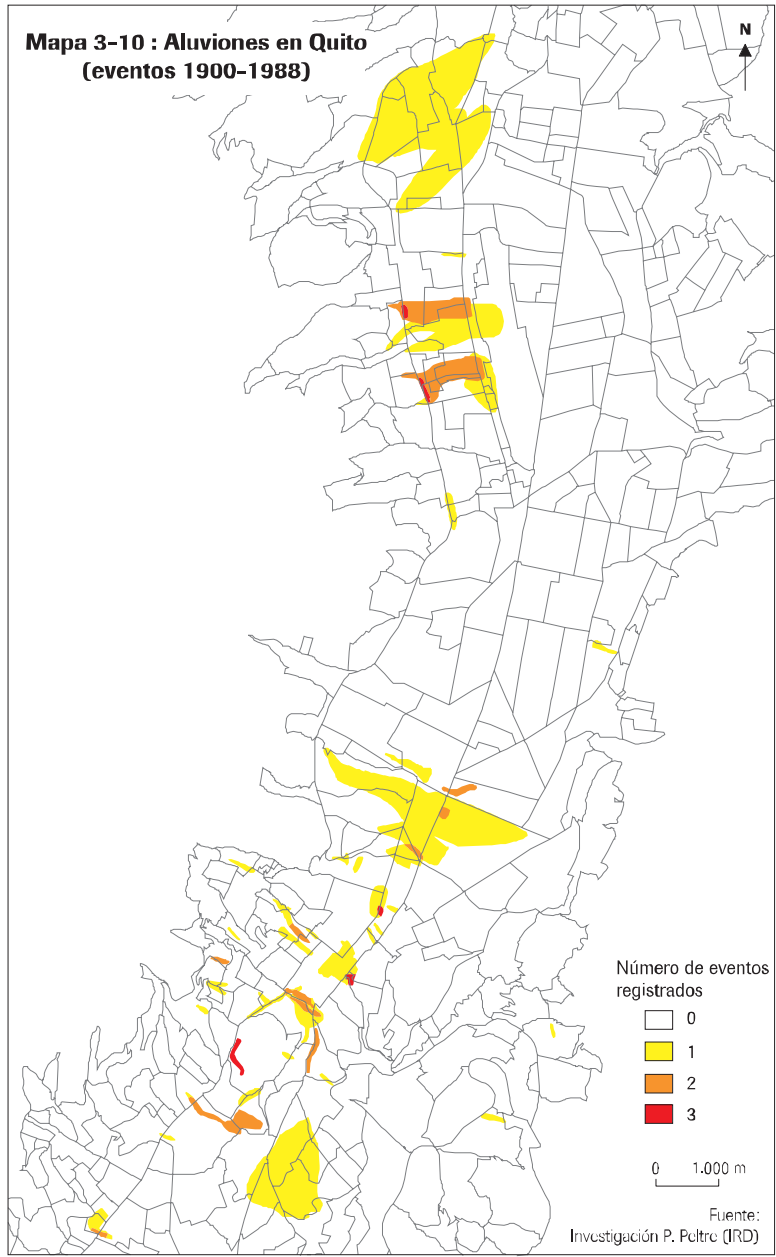 Mapa 3-10 : Aluviones en Quito
(eventos 1900-1988)
N
Número de eventos
registrados
0
1
2
3
0 1.000 m
Fuente:
Investigación P. Peltre (IRD)